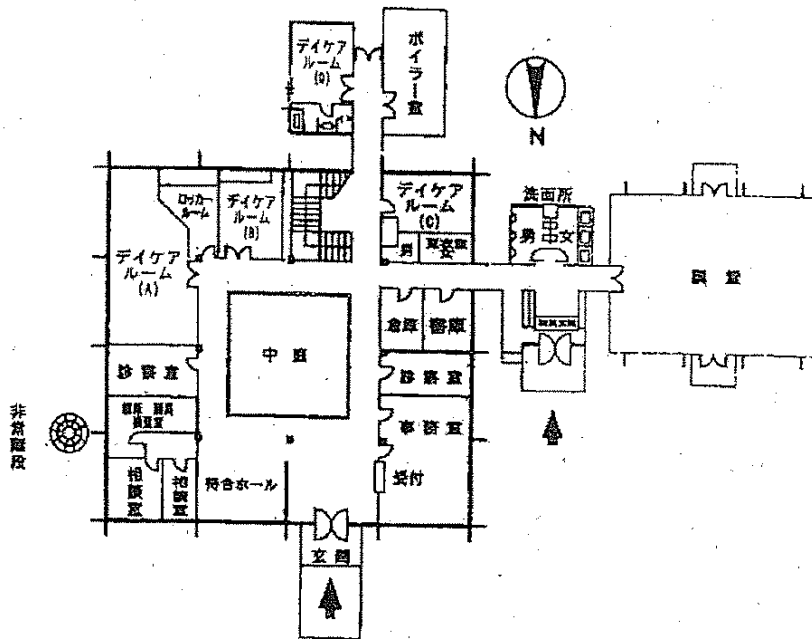 デイケア
ルーム
(D)
ボイラー室
N
ロッカー
ルーム
デイケア
ルーム
(B)
デイケア
ルーム
(C)
洗面所
男
女
男
女
デイケア
ルーム
(A)
講堂
倉庫
書庫
中庭
診察室
診察室
事務室
非常階段
相談室
相談室
待合ホール
受付
玄関